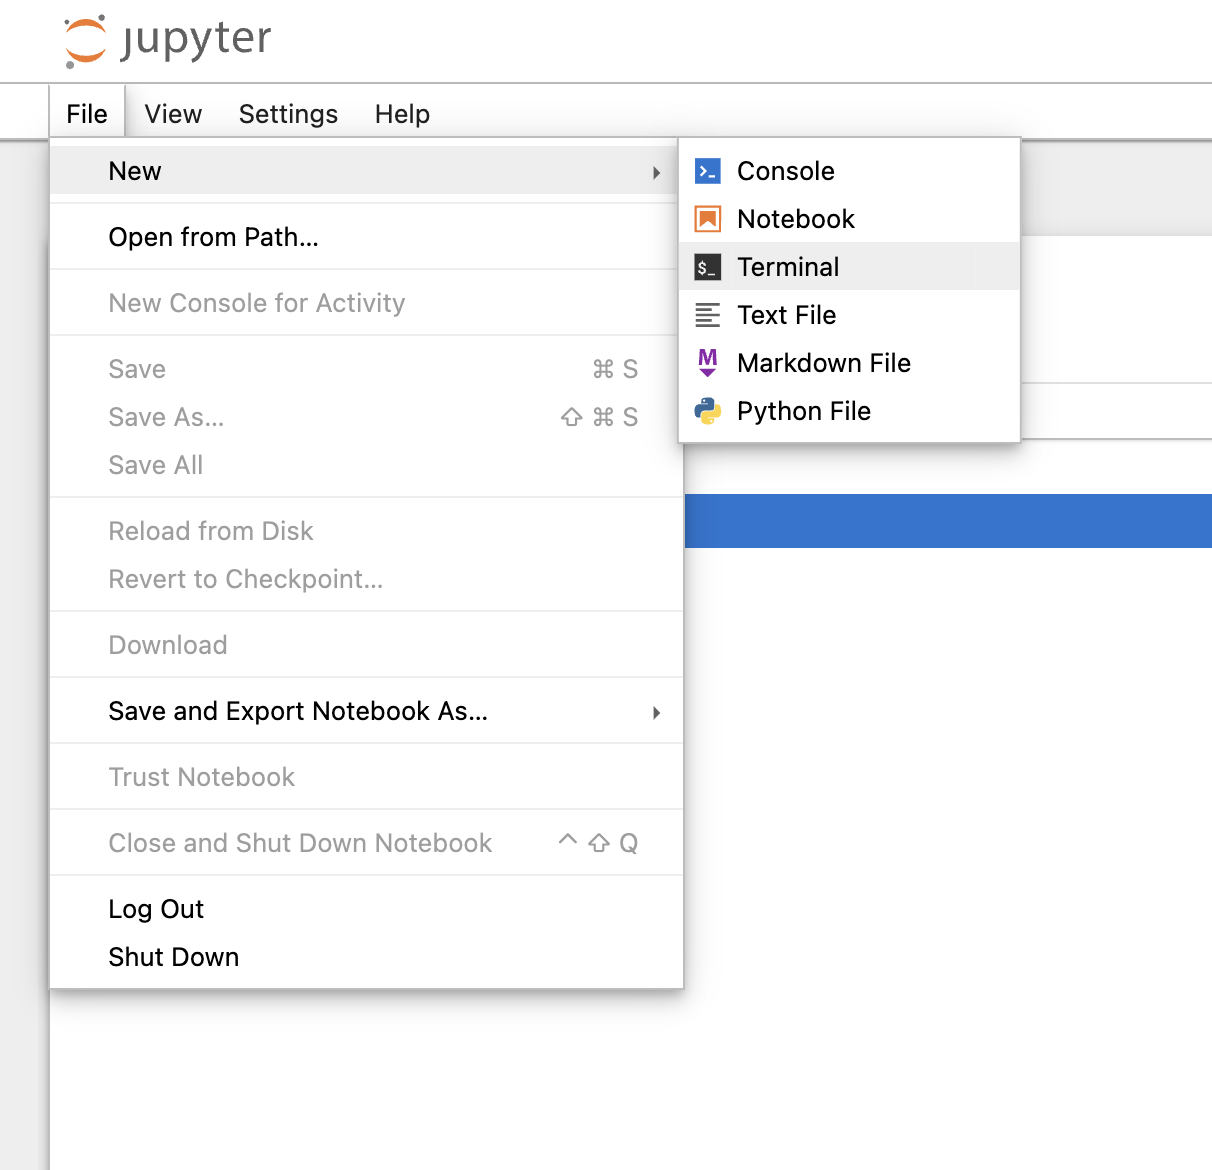 jupyter
File View Settings Help
New
Open from Path...
New Console for Activity
Save ⌘ S
Save As... ⇧ ⌘ S
Save All
Reload from Disk
Revert to Checkpoint...
Download
Save and Export Notebook As...
Trust Notebook
Close and Shut Down Notebook ^ ⇧ Q
Log Out
Shut Down
>_ Console
Notebook
$_ Terminal
Text File
M Markdown File
Python File